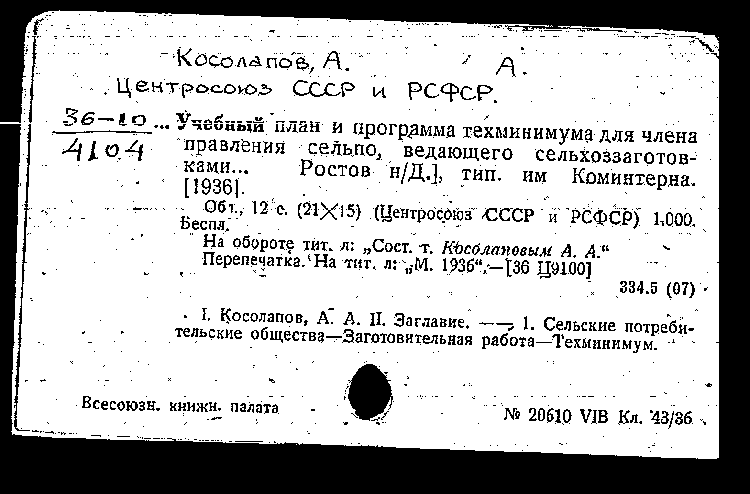 Косолапов, А. А.
Центросоюз СССР и РСФСР.
36-10
4104
... Учебный план и программа техминимума для члена
правления сельпо, ведающего сельхоззаготов-
ками... Ростов н/Д.], тип. им Коминтерна.
[1936].
Обт., 12 с. (21×15) (Центросоюз СССР и РСФСР) 1.000.
Беспл.
На обороте тит. л: „Сост. т. Косолаповым А. А.“
Перепечатка. На тит. л: „М. 1936“.—[36 Ц9100]
334.5 (07)
I. Косолапов, А. А. II. Заглавие. — —, 1. Сельские потреби-
тельские общества—Заготовительная работа—Техминимум.
Всесоюзн. книжн. палата
№ 20610 VIB Кл. 43/36